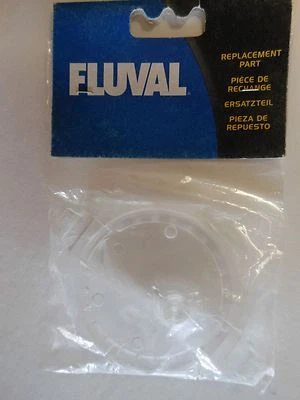 FLUVAL
REPLACEMENT
PART
PIÈCE DE
RECHANGE
ERSATZTEIL
PIEZA DE
REPUESTO